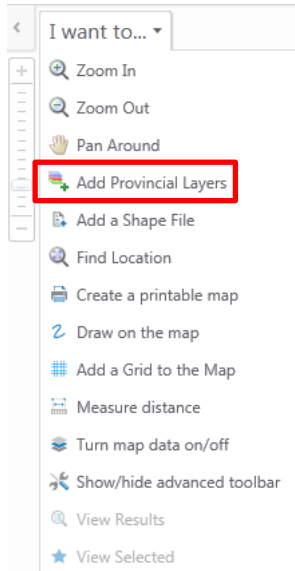 I want to...
Zoom In
Zoom Out
Pan Around
Add Provincial Layers
Add a Shape File
Find Location
Create a printable map
Draw on the map
Add a Grid to the Map
Measure distance
Turn map data on/off
Show/hide advanced toolbar
View Results
View Selected